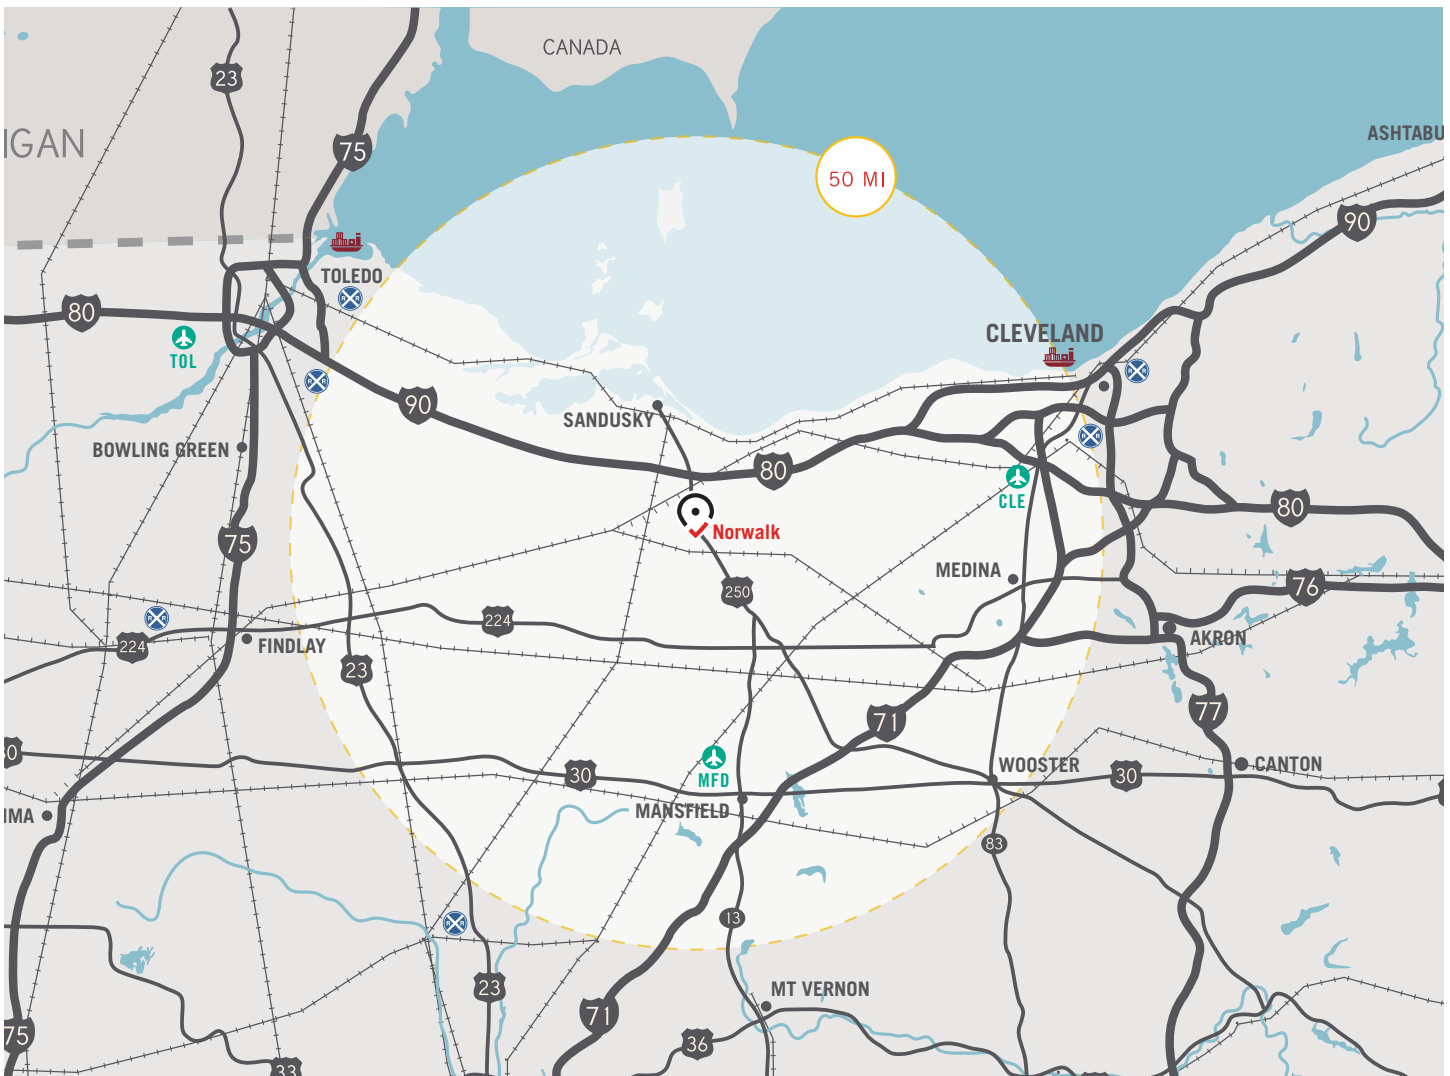 CANADA
23
IGAN
75
ASHTABU
50 MI
90
TOLEDO
80
TOL
CLEVELAND
90
SANDUSKY
BOWLING GREEN
80
CLE
80
Norwalk
75
MEDINA
76
250
224
224
FINDLAY
AKRON
23
77
71
30
30
MFD
WOOSTER
30
CANTON
MANSFIELD
IMA
83
13
23
MT VERNON
71
75
36
33